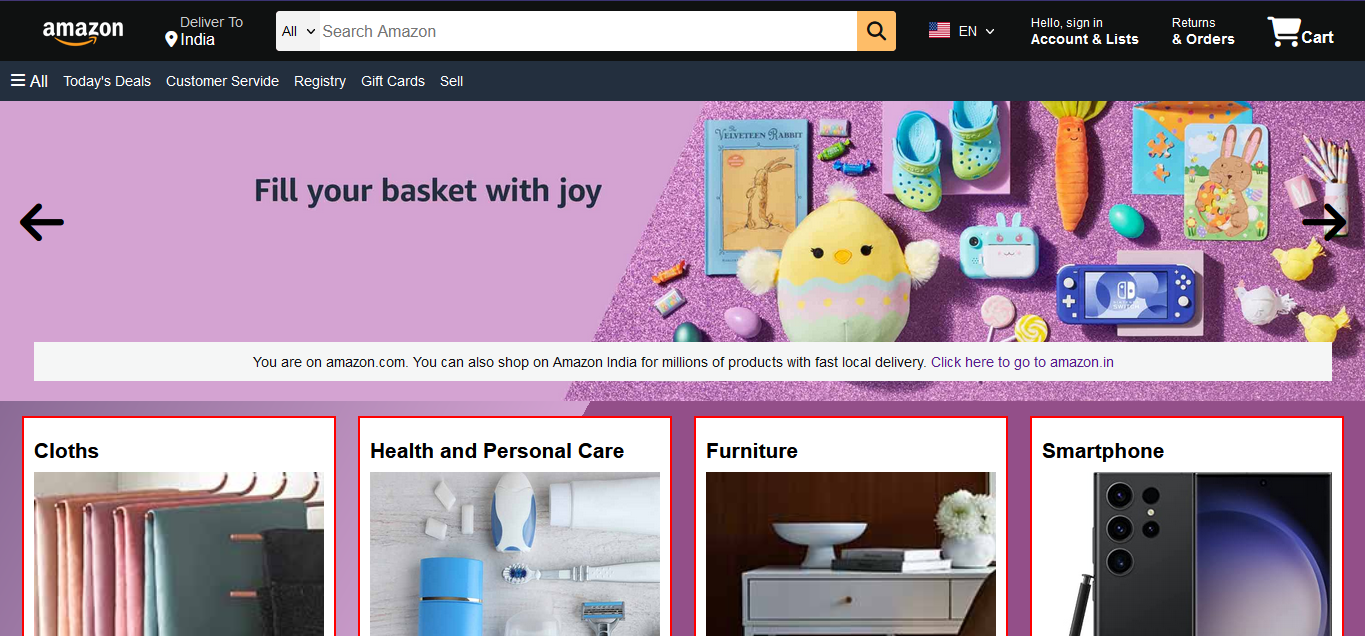 amazon
Deliver To
India
All
Search Amazon
EN
Hello, sign in
Account & Lists
Returns
& Orders
Cart
All
Today's Deals
Customer Service
Registry
Gift Cards
Sell
Fill your basket with joy
The
VELVETEEN RABBIT
You are on amazon.com. You can also shop on Amazon India for millions of products with fast local delivery. Click here to go to amazon.in
Cloths
Health and Personal Care
Furniture
Smartphone